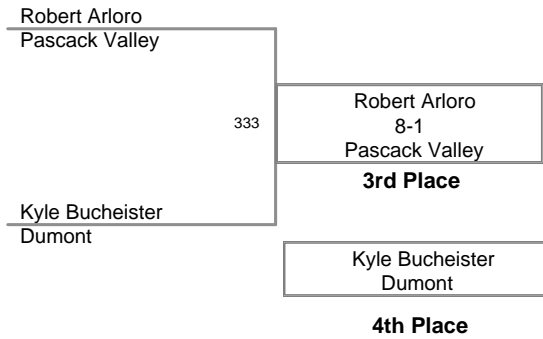 Robert Arloro
Pascack Valley
333
Robert Arloro
8-1
Pascack Valley
3rd Place
Kyle Bucheister
Dumont
Kyle Bucheister
Dumont
4th Place